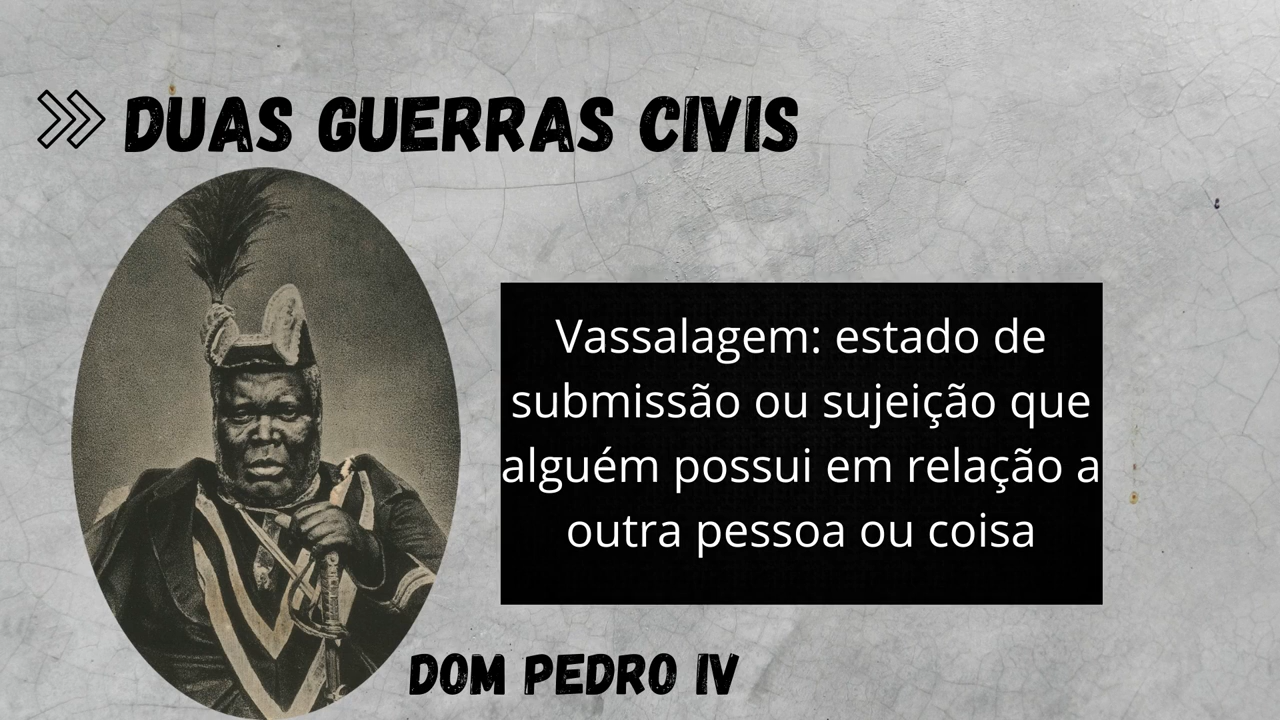 DUAS GUERRAS CIVIS
Vassalagem: estado de
submissão ou sujeição que
alguém possui em relação a
outra pessoa ou coisa
DOM PEDRO IV